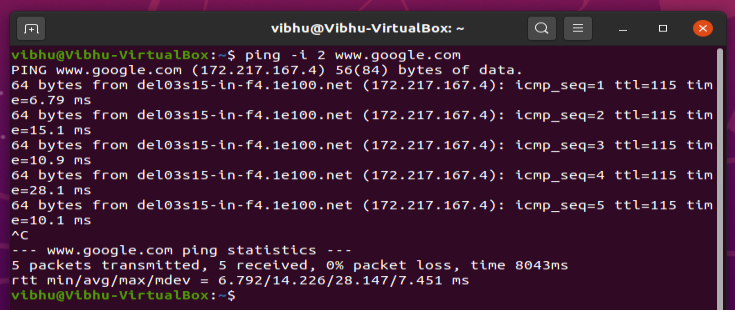 vibhu@Vibhu-VirtualBox: ~
vibhu@Vibhu-VirtualBox:~$ ping -i 2 www.google.com
PING www.google.com (172.217.167.4) 56(84) bytes of data.
64 bytes from del03s15-in-f4.1e100.net (172.217.167.4): icmp_seq=1 ttl=115 tim
e=6.79 ms
64 bytes from del03s15-in-f4.1e100.net (172.217.167.4): icmp_seq=2 ttl=115 tim
e=15.1 ms
64 bytes from del03s15-in-f4.1e100.net (172.217.167.4): icmp_seq=3 ttl=115 tim
e=10.9 ms
64 bytes from del03s15-in-f4.1e100.net (172.217.167.4): icmp_seq=4 ttl=115 tim
e=28.1 ms
64 bytes from del03s15-in-f4.1e100.net (172.217.167.4): icmp_seq=5 ttl=115 tim
e=10.1 ms
^C
--- www.google.com ping statistics ---
5 packets transmitted, 5 received, 0% packet loss, time 8043ms
rtt min/avg/max/mdev = 6.792/14.226/28.147/7.451 ms
vibhu@Vibhu-VirtualBox:~$